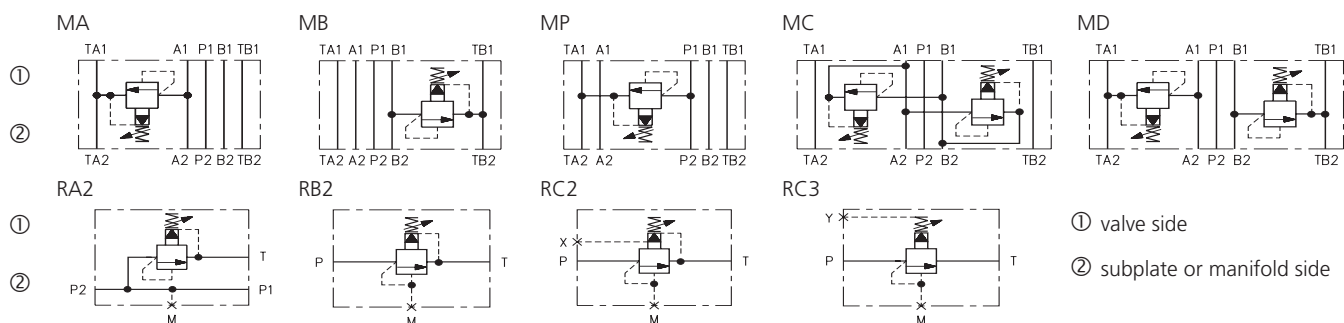 MA MB MP MC MD
TA1 A1 P1 B1 TB1 TA1 A1 P1 B1 TB1 TA1 A1 P1 B1 TB1 TA1 A1 P1 B1 TB1 TA1 A1 P1 B1 TB1
①
②
TA2 A2 P2 B2 TB2 TA2 A2 P2 B2 TB2 TA2 A2 P2 B2 TB2 TA2 A2 P2 B2 TB2 TA2 A2 P2 B2 TB2
RA2 RB2 RC2 RC3
① Y ① valve side
X
T P T P T P T
② P2 P1 ② subplate or manifold side
M M M M